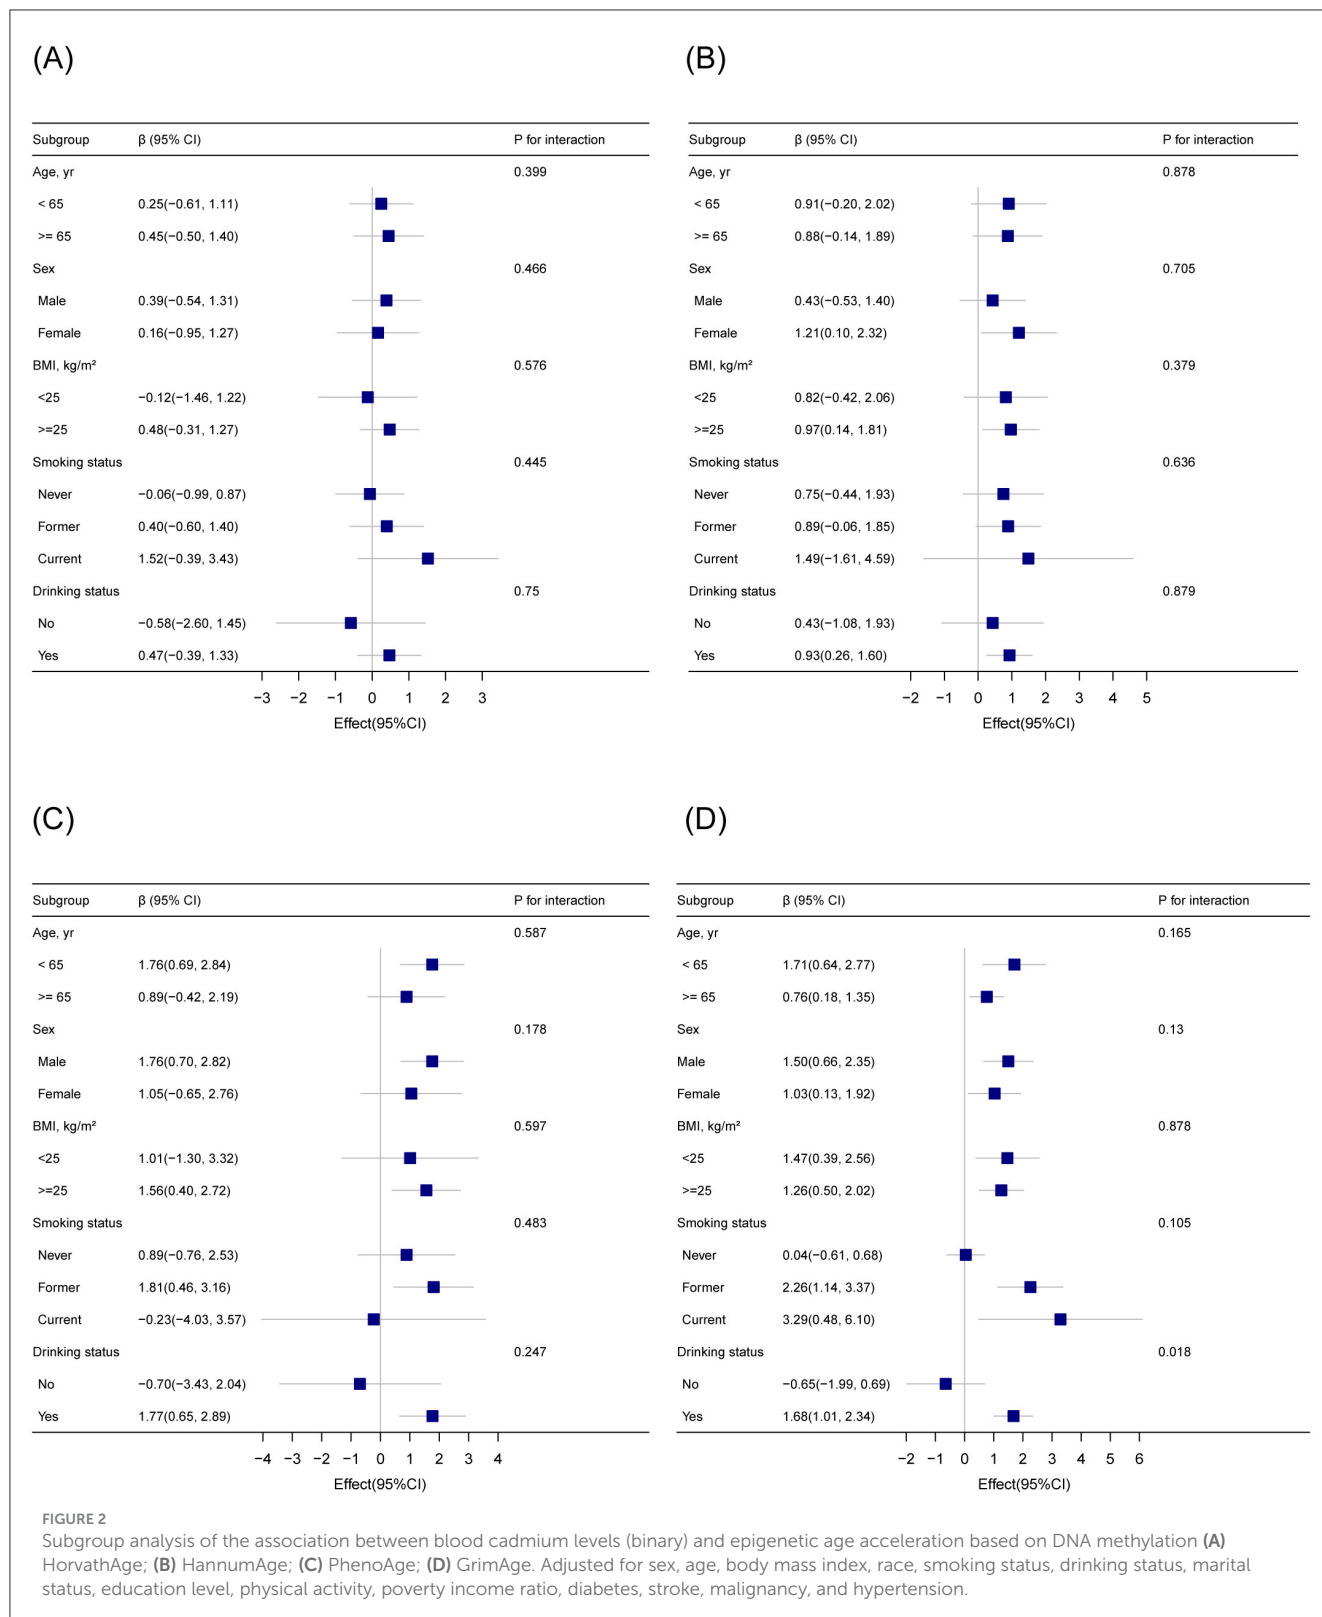 (A)
Subgroup β (95% CI) P for interaction
Age, yr 0.399
< 65 0.25(−0.61, 1.11)
>= 65 0.45(−0.50, 1.40)
Sex 0.466
Male 0.39(−0.54, 1.31)
Female 0.16(−0.95, 1.27)
BMI, kg/m² 0.576
<25 −0.12(−1.46, 1.22)
>=25 0.48(−0.31, 1.27)
Smoking status 0.445
Never −0.06(−0.99, 0.87)
Former 0.40(−0.60, 1.40)
Current 1.52(−0.39, 3.43)
Drinking status 0.75
No −0.58(−2.60, 1.45)
Yes 0.47(−0.39, 1.33)
−3 −2 −1 0 1 2 3
Effect(95%CI)
(B)
Subgroup β (95% CI) P for interaction
Age, yr 0.878
< 65 0.91(−0.20, 2.02)
>= 65 0.88(−0.14, 1.89)
Sex 0.705
Male 0.43(−0.53, 1.40)
Female 1.21(0.10, 2.32)
BMI, kg/m² 0.379
<25 0.82(−0.42, 2.06)
>=25 0.97(0.14, 1.81)
Smoking status 0.636
Never 0.75(−0.44, 1.93)
Former 0.89(−0.06, 1.85)
Current 1.49(−1.61, 4.59)
Drinking status 0.879
No 0.43(−1.08, 1.93)
Yes 0.93(0.26, 1.60)
−2 −1 0 1 2 3 4 5
Effect(95%CI)
(C)
Subgroup β (95% CI) P for interaction
Age, yr 0.587
< 65 1.76(0.69, 2.84)
>= 65 0.89(−0.42, 2.19)
Sex 0.178
Male 1.76(0.70, 2.82)
Female 1.05(−0.65, 2.76)
BMI, kg/m² 0.597
<25 1.01(−1.30, 3.32)
>=25 1.56(0.40, 2.72)
Smoking status 0.483
Never 0.89(−0.76, 2.53)
Former 1.81(0.46, 3.16)
Current −0.23(−4.03, 3.57)
Drinking status 0.247
No −0.70(−3.43, 2.04)
Yes 1.77(0.65, 2.89)
−4 −3 −2 −1 0 1 2 3 4
Effect(95%CI)
(D)
Subgroup β (95% CI) P for interaction
Age, yr 0.165
< 65 1.71(0.64, 2.77)
>= 65 0.76(0.18, 1.35)
Sex 0.13
Male 1.50(0.66, 2.35)
Female 1.03(0.13, 1.92)
BMI, kg/m² 0.878
<25 1.47(0.39, 2.56)
>=25 1.26(0.50, 2.02)
Smoking status 0.105
Never 0.04(−0.61, 0.68)
Former 2.26(1.14, 3.37)
Current 3.29(0.48, 6.10)
Drinking status 0.018
No −0.65(−1.99, 0.69)
Yes 1.68(1.01, 2.34)
−2 −1 0 1 2 3 4 5 6
Effect(95%CI)
FIGURE 2
Subgroup analysis of the association between blood cadmium levels (binary) and epigenetic age acceleration based on DNA methylation (A)
HorvathAge; (B) HannumAge; (C) PhenoAge; (D) GrimAge. Adjusted for sex, age, body mass index, race, smoking status, drinking status, marital
status, education level, physical activity, poverty income ratio, diabetes, stroke, malignancy, and hypertension.